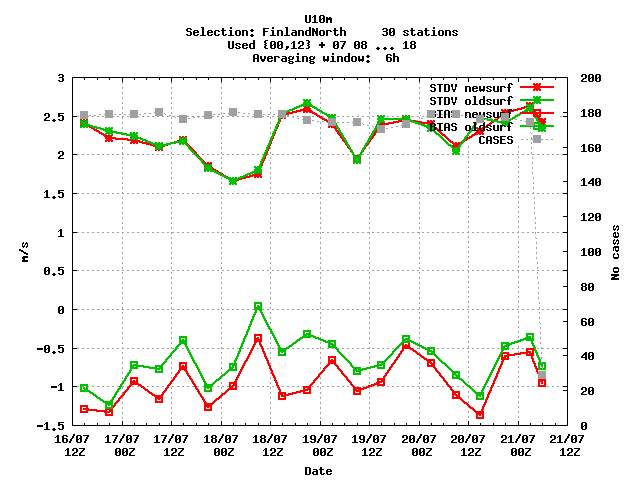 U10m
Selection: FinlandNorth 30 stations
Used {00,12} + 07 08 ... 18
Averaging window: 6h
STDV newsurf
STDV oldsurf
BIAS newsurf
BIAS oldsurf
CASES
3
2.5
2
1.5
1
0.5
0
-0.5
-1
-1.5
m/s
200
180
160
140
120
100
80
60
40
20
0
No cases
16/07 17/07 17/07 18/07 18/07 19/07 19/07 20/07 20/07 21/07 21/07
12Z 00Z 12Z 00Z 12Z 00Z 12Z 00Z 12Z 00Z 12Z
Date